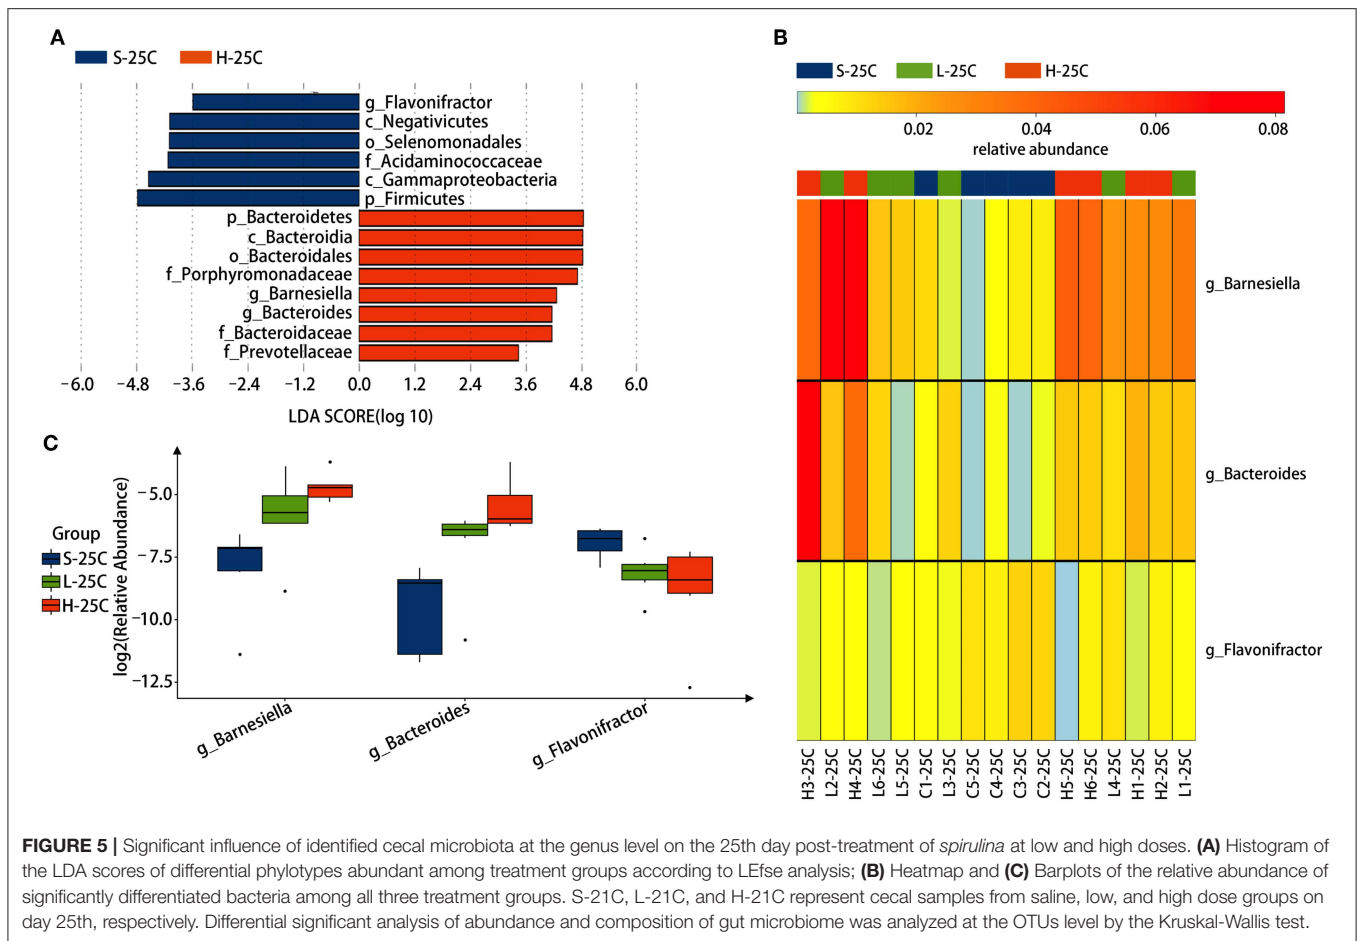 A
S-25C H-25C
g_Flavonifractor
c_Negativicutes
o_Selenomonadales
f_Acidaminococcaceae
c_Gammaproteobacteria
p_Firmicutes
p_Bacteroidetes
c_Bacteroidia
o_Bacteroidales
f_Porphyromonadaceae
g_Barnesiella
g_Bacteroides
f_Bacteroidaceae
f_Prevotellaceae
−6.0 −4.8 −3.6 −2.4 −1.2 0.0 1.2 2.4 3.6 4.8 6.0
LDA SCORE(log 10)
B
S-25C L-25C H-25C
0.02 0.04 0.06 0.08
relative abundance
g_Barnesiella
g_Bacteroides
g_Flavonifractor
H3-25C L2-25C H4-25C L6-25C L5-25C C1-25C L3-25C C5-25C C4-25C C3-25C C2-25C H5-25C H6-25C L4-25C H1-25C H2-25C L1-25C
C
Group
S-25C
L-25C
H-25C
log2(Relative Abundance)
−5.0
−7.5
−10.0
−12.5
g_Barnesiella g_Bacteroides g_Flavonifractor
FIGURE 5 | Significant influence of identified cecal microbiota at the genus level on the 25th day post-treatment of spirulina at low and high doses. (A) Histogram of
the LDA scores of differential phylotypes abundant among treatment groups according to LEfse analysis; (B) Heatmap and (C) Barplots of the relative abundance of
significantly differentiated bacteria among all three treatment groups. S-21C, L-21C, and H-21C represent cecal samples from saline, low, and high dose groups on
day 25th, respectively. Differential significant analysis of abundance and composition of gut microbiome was analyzed at the OTUs level by the Kruskal-Wallis test.